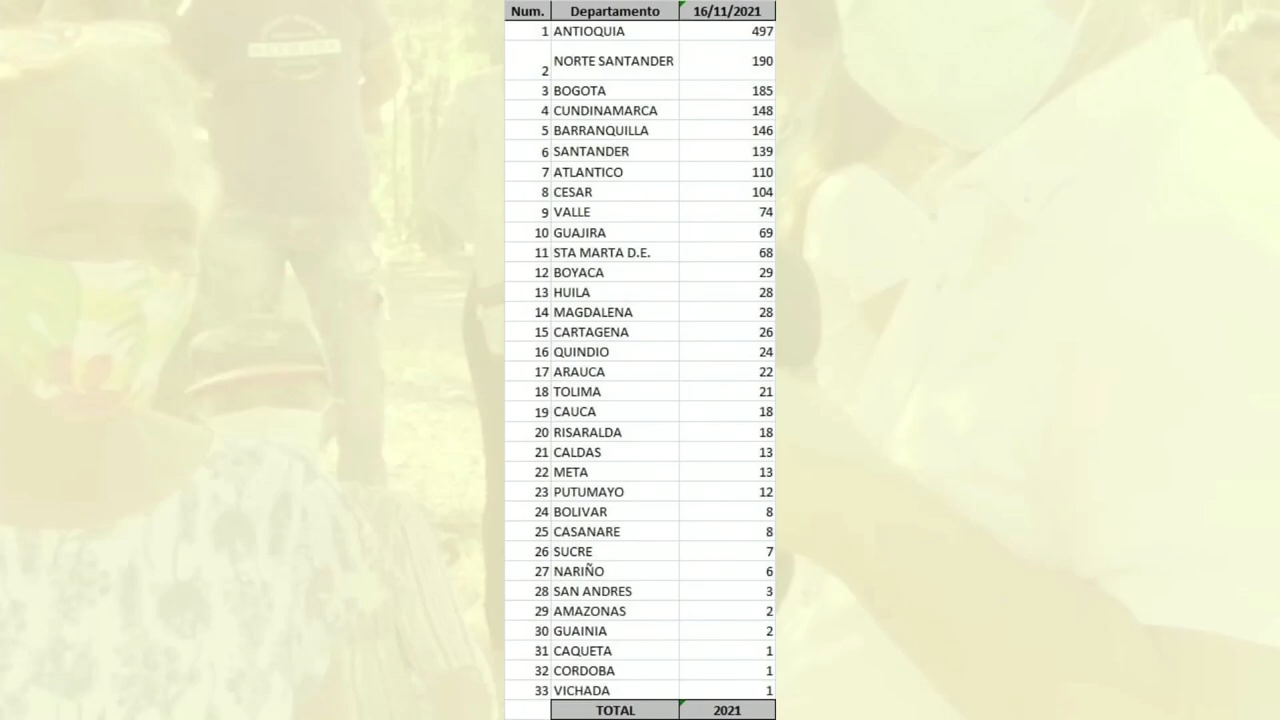 Num. Departamento 16/11/2021
1 ANTIOQUIA 497
2 NORTE SANTANDER 190
3 BOGOTA 185
4 CUNDINAMARCA 148
5 BARRANQUILLA 146
6 SANTANDER 139
7 ATLANTICO 110
8 CESAR 104
9 VALLE 74
10 GUAJIRA 69
11 STA MARTA D.E. 68
12 BOYACA 29
13 HUILA 28
14 MAGDALENA 28
15 CARTAGENA 26
16 QUINDIO 24
17 ARAUCA 22
18 TOLIMA 21
19 CAUCA 18
20 RISARALDA 18
21 CALDAS 13
22 META 13
23 PUTUMAYO 12
24 BOLIVAR 8
25 CASANARE 8
26 SUCRE 7
27 NARIÑO 6
28 SAN ANDRES 3
29 AMAZONAS 2
30 GUAINIA 2
31 CAQUETA 1
32 CORDOBA 1
33 VICHADA 1
TOTAL 2021